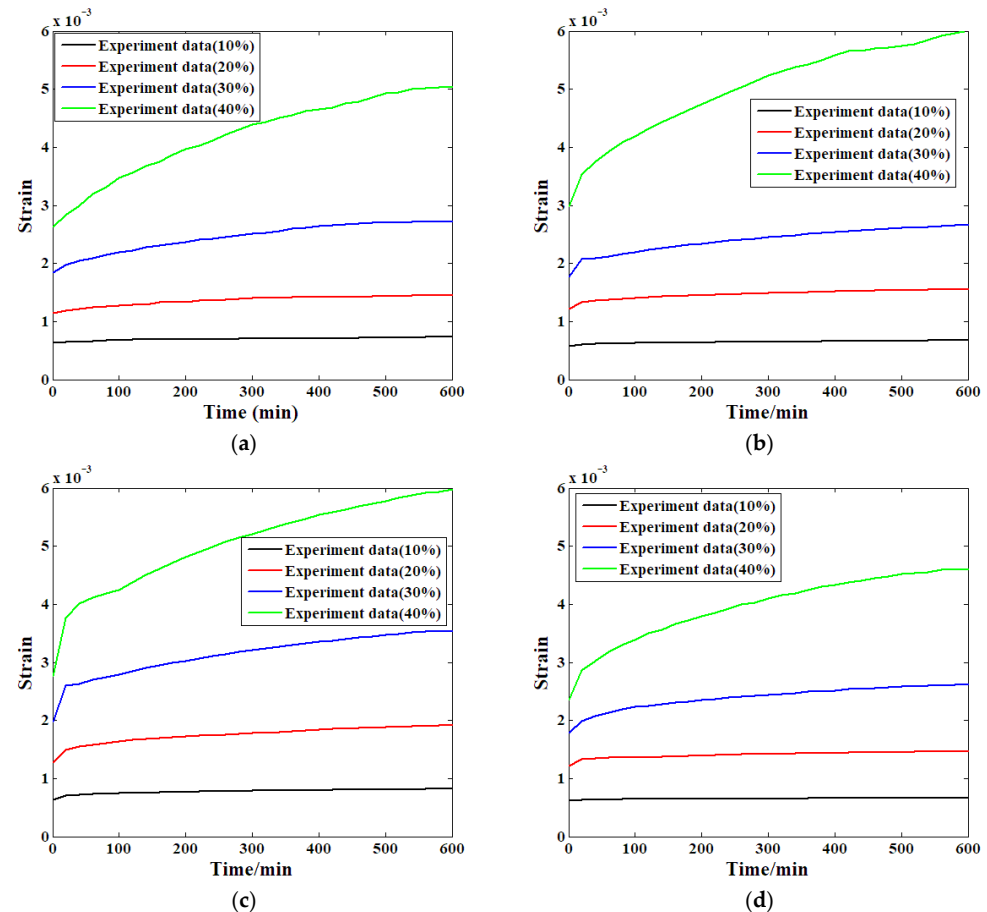 x 10⁻³
6
Experiment data(10%)
Experiment data(20%)
Experiment data(30%)
Experiment data(40%)
5
4
3
2
1
0
Strain
0 100 200 300 400 500 600
Time (min)
(a)
x 10⁻³
6
5
4
3
2
1
0
Experiment data(10%)
Experiment data(20%)
Experiment data(30%)
Experiment data(40%)
Strain
0 100 200 300 400 500 600
Time/min
(b)
x 10⁻³
6
5
4
3
2
1
0
Experiment data(10%)
Experiment data(20%)
Experiment data(30%)
Experiment data(40%)
Strain
0 100 200 300 400 500 600
Time/min
(c)
x 10⁻³
6
Experiment data(10%)
Experiment data(20%)
Experiment data(30%)
Experiment data(40%)
5
4
3
2
1
0
Strain
0 100 200 300 400 500 600
Time/min
(d)